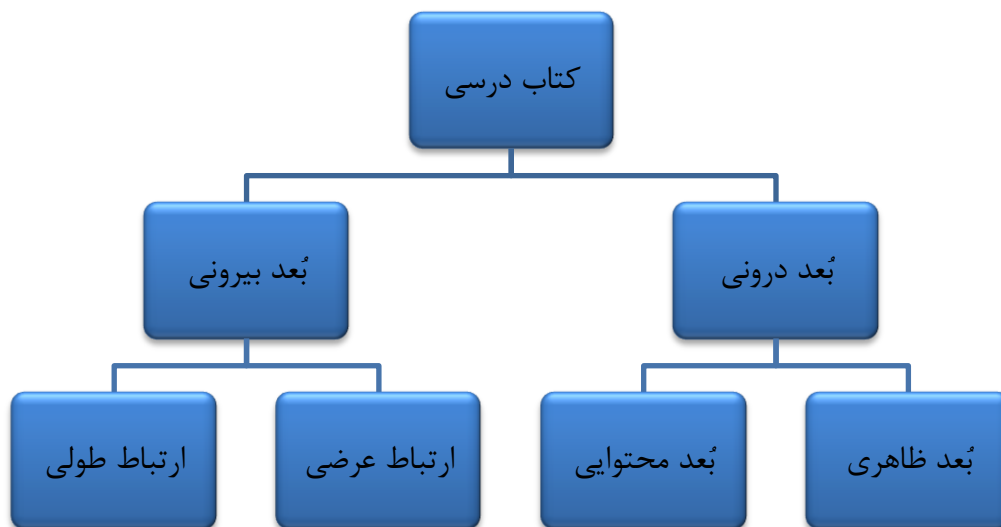 کتاب درسی
بُعد درونی
بُعد بیرونی
بُعد ظاهری
بُعد محتوایی
ارتباط عرضی
ارتباط طولی